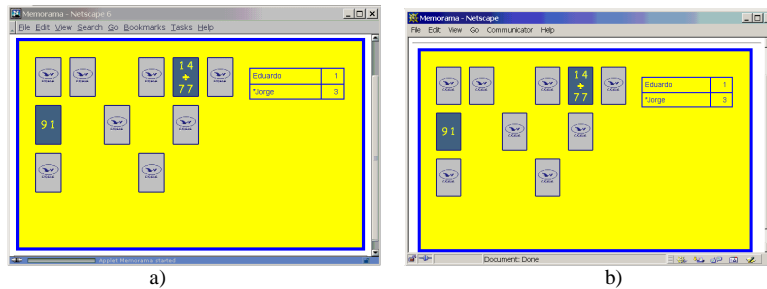 Memorama - Netscape 6
File Edit View Search Go Bookmarks Tasks Help
14
+
77
Eduardo 1
*Jorge 3
91
Applet Memorama started
a)
Memorama - Netscape
File Edit View Go Communicator Help
14
+
77
Eduardo 1
*Jorge 3
91
Document: Done
b)